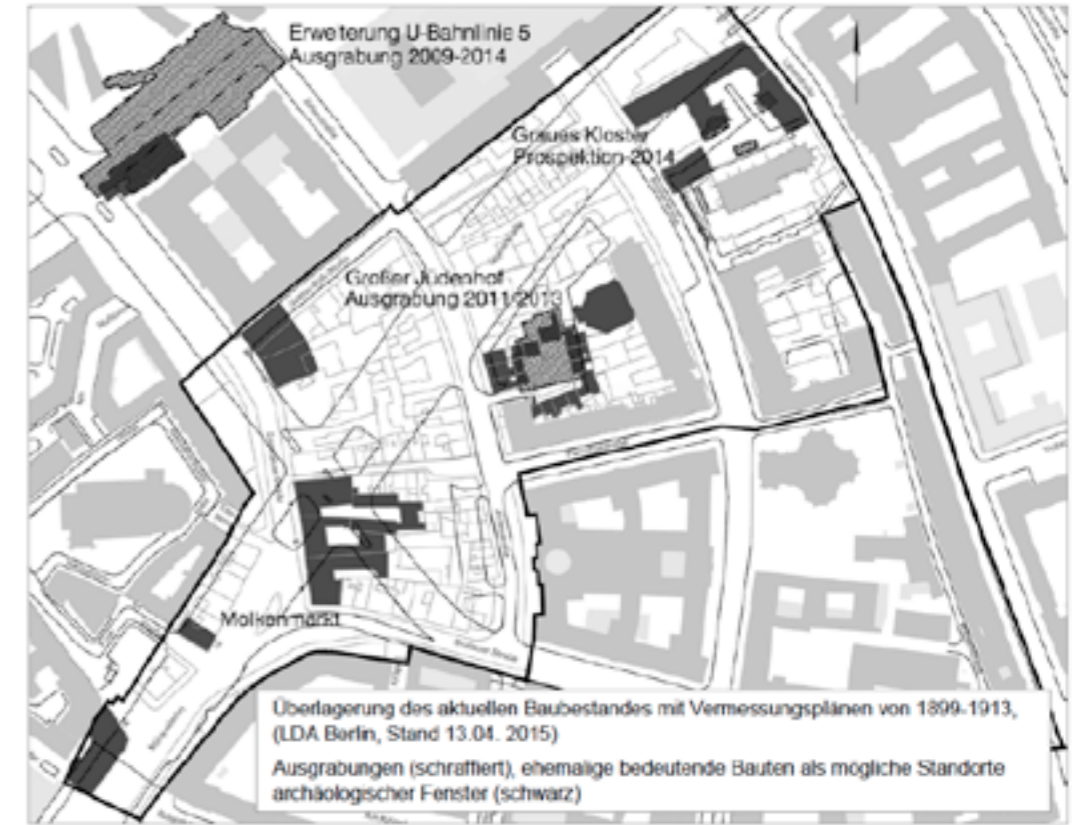 Erweiterung U-Bahnlinie 5
Ausgrabung 2009-2014
Graues Kloster
Prospektion 2014
Großer Judenhof
Ausgrabung 2011/2013
Molkenmarkt
Überlagerung des aktuellen Baubestandes mit Vermessungsplänen von 1899-1913,
(LDA Berlin, Stand 13.04. 2015)
Ausgrabungen (schraffiert), ehemalige bedeutende Bauten als mögliche Standorte
archäologischer Fenster (schwarz)